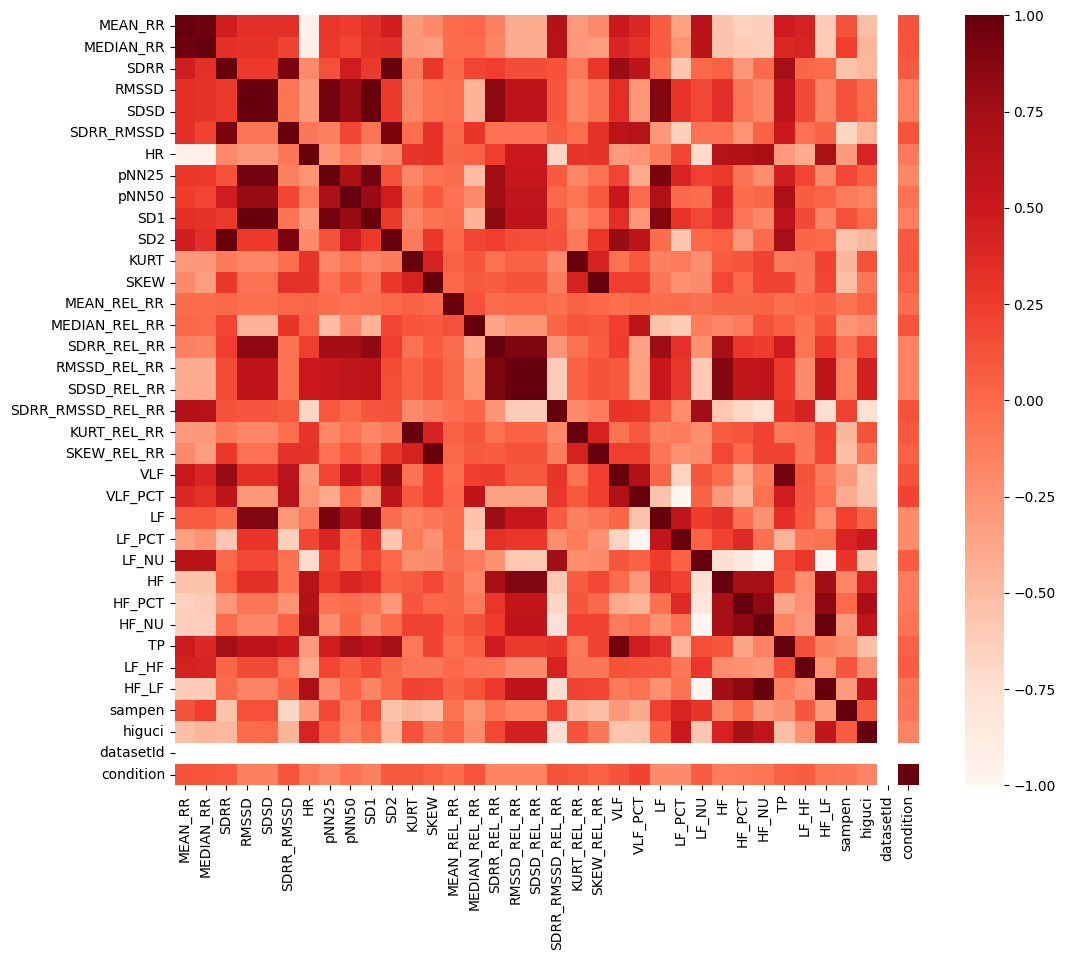 MEAN_RR
MEDIAN_RR
SDRR
RMSSD
SDSD
SDRR_RMSSD
HR
pNN25
pNN50
SD1
SD2
KURT
SKEW
MEAN_REL_RR
MEDIAN_REL_RR
SDRR_REL_RR
RMSSD_REL_RR
SDSD_REL_RR
SDRR_RMSSD_REL_RR
KURT_REL_RR
SKEW_REL_RR
VLF
VLF_PCT
LF
LF_PCT
LF_NU
HF
HF_PCT
HF_NU
TP
LF_HF
HF_LF
sampen
higuci
datasetId
condition
MEAN_RR
MEDIAN_RR
SDRR
RMSSD
SDSD
SDRR_RMSSD
HR
pNN25
pNN50
SD1
SD2
KURT
SKEW
MEAN_REL_RR
MEDIAN_REL_RR
SDRR_REL_RR
RMSSD_REL_RR
SDSD_REL_RR
SDRR_RMSSD_REL_RR
KURT_REL_RR
SKEW_REL_RR
VLF
VLF_PCT
LF
LF_PCT
LF_NU
HF
HF_PCT
HF_NU
TP
LF_HF
HF_LF
sampen
higuci
datasetId
condition
1.00
0.75
0.50
0.25
0.00
−0.25
−0.50
−0.75
−1.00